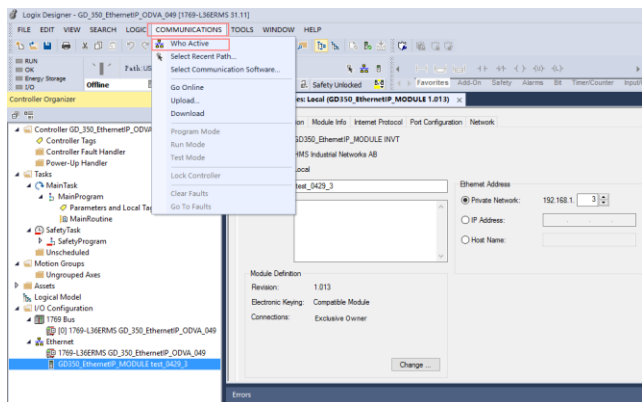 Logix Designer - GD_350_EthernetIP_ODVA_049 [1769-L36ERMS 31.11]
FILE EDIT VIEW SEARCH LOGIC COMMUNICATIONS TOOLS WINDOW HELP
Who Active
Select Recent Path...
Select Communication Software...
Go Online
Upload...
Download
Program Mode
Run Mode
Test Mode
Lock Controller
Clear Faults
Go To Faults
RUN
OK
Energy Storage
I/O
Offline
Path:
Safety Unlocked
Favorites Add-On Safety Alarms Bit Timer/Counter
Controller Organizer
es: Local (GD350_EthernetIP_MODULE 1.013)
Controller GD_350_EthernetIP_ODVA
Controller Tags
Controller Fault Handler
Power-Up Handler
Tasks
MainTask
MainProgram
Parameters and Local Tag
MainRoutine
SafetyTask
SafetyProgram
Unscheduled
Motion Groups
Ungrouped Axes
Assets
Logical Model
I/O Configuration
1769 Bus
[0] 1769-L36ERMS GD_350_EthernetIP_ODVA_049
Ethernet
1769-L36ERMS GD_350_EthernetIP_ODVA_049
GD350_EthernetIP_MODULE test_0429_3
on Module Info Internet Protocol Port Configuration Network
GD350_EthernetIP_MODULE INVT
HMS Industrial Networks AB
Local
test_0429_3
Ethernet Address
Private Network: 192.168.1. 3
IP Address:
Host Name:
Module Definition
Revision: 1.013
Electronic Keying: Compatible Module
Connections: Exclusive Owner
Change ...
Errors